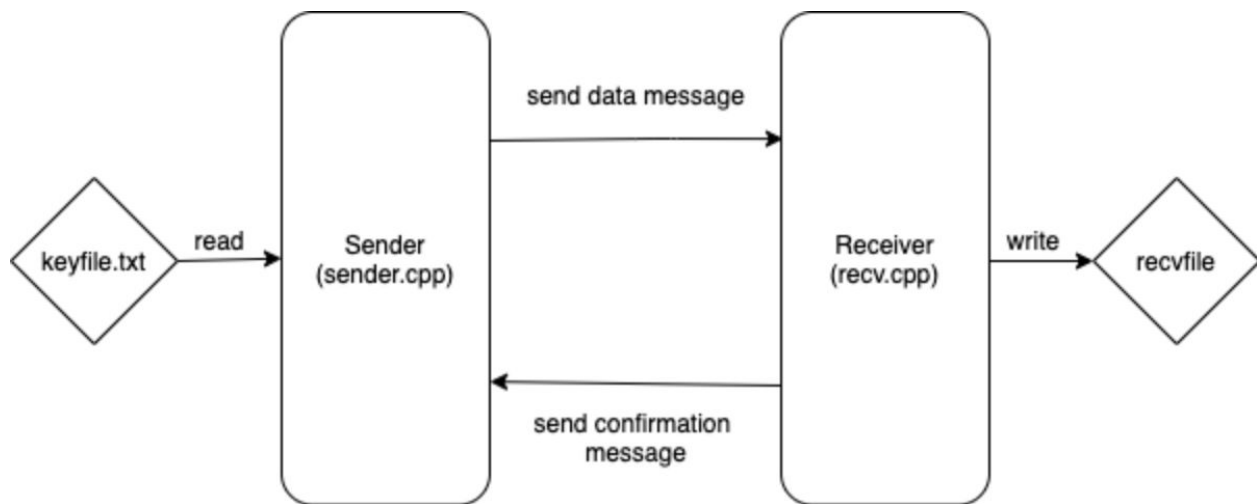 send data message
keyfile.txt
read
Sender
(sender.cpp)
Receiver
(recv.cpp)
write
recvfile
send confirmation
message